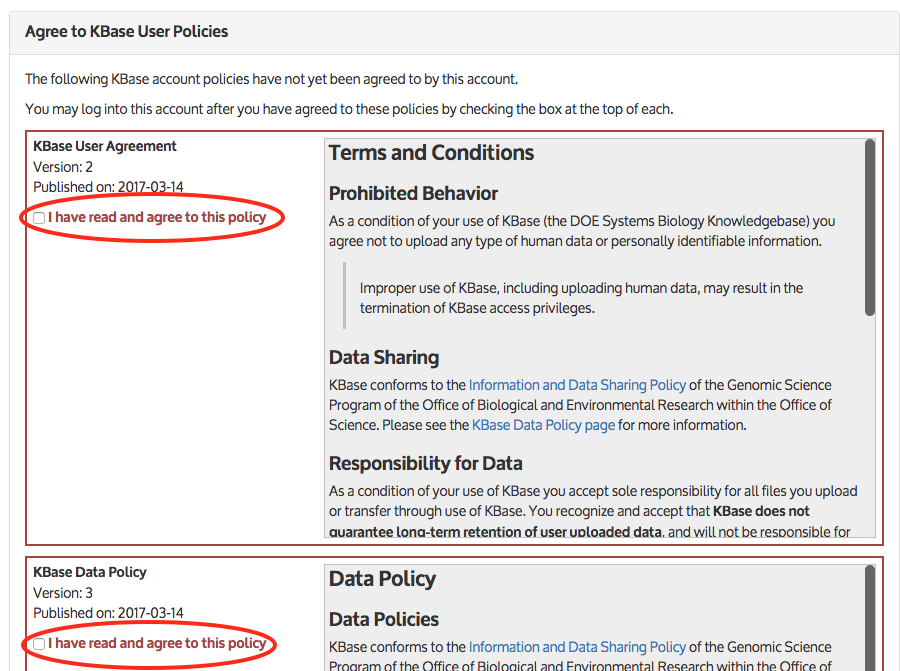 Agree to KBase User Policies
The following KBase account policies have not yet been agreed to by this account.
You may log into this account after you have agreed to these policies by checking the box at the top of each.
KBase User Agreement
Version: 2
Published on: 2017-03-14
I have read and agree to this policy
Terms and Conditions
Prohibited Behavior
As a condition of your use of KBase (the DOE Systems Biology Knowledgebase) you
agree not to upload any type of human data or personally identifiable information.
Improper use of KBase, including uploading human data, may result in the
termination of KBase access privileges.
Data Sharing
KBase conforms to the Information and Data Sharing Policy of the Genomic Science
Program of the Office of Biological and Environmental Research within the Office of
Science. Please see the KBase Data Policy page for more information.
Responsibility for Data
As a condition of your use of KBase you accept sole responsibility for all files you upload
or transfer through use of KBase. You recognize and accept that KBase does not
guarantee long-term retention of user uploaded data, and will not be responsible for
KBase Data Policy
Version: 3
Published on: 2017-03-14
I have read and agree to this policy
Data Policy
Data Policies
KBase conforms to the Information and Data Sharing Policy of the Genomic Science
Program of the Office of Biological and Environmental Research within the Office of